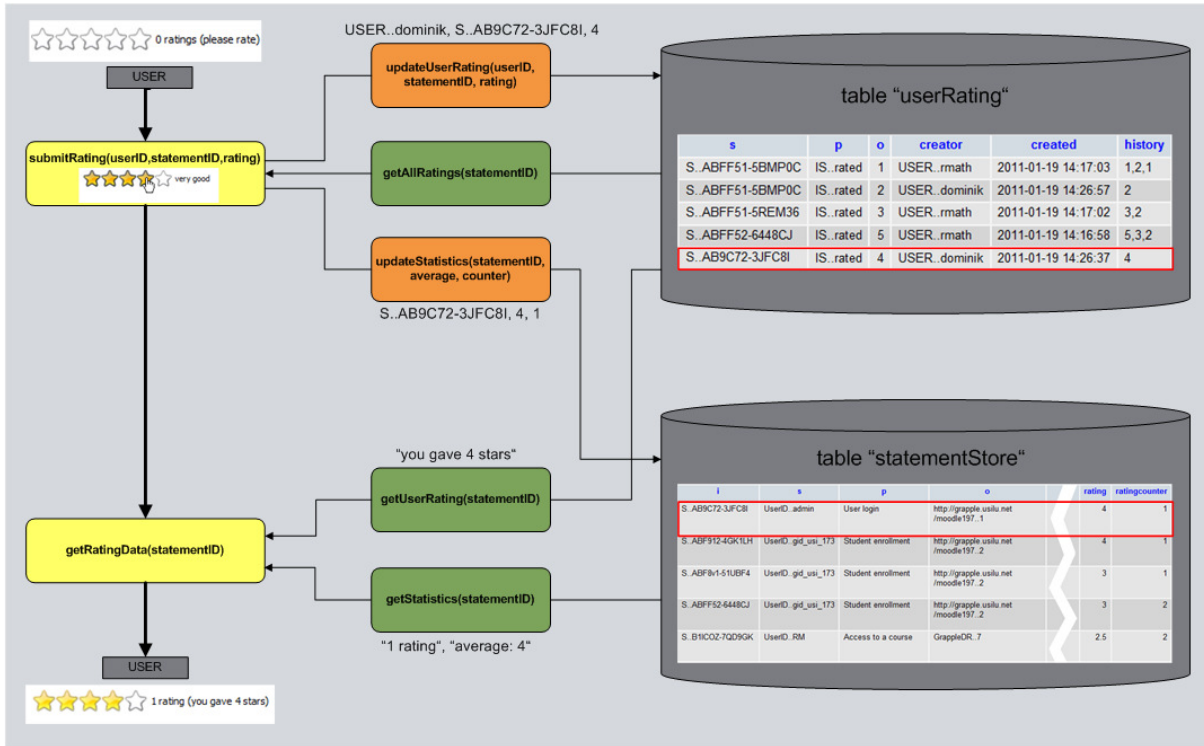 0 ratings (please rate)
USER
submitRating(userID,statementID,rating)
very good
USER..dominik, S..AB9C72-3JFC8I, 4
updateUserRating(userID,
statementID, rating)
getAllRatings(statementID)
updateStatistics(statementID,
average, counter)
S..AB9C72-3JFC8I, 4, 1
table “userRating“
s p o creator created history
S..ABFF51-5BMP0C IS..rated 1 USER..rmath 2011-01-19 14:17:03 1,2,1
S..ABFF51-5BMP0C IS..rated 2 USER..dominik 2011-01-19 14:26:57 2
S..ABFF51-5REM36 IS..rated 3 USER..rmath 2011-01-19 14:17:02 3,2
S..ABFF52-6448CJ IS..rated 5 USER..rmath 2011-01-19 14:16:58 5,3,2
S..AB9C72-3JFC8I IS..rated 4 USER..dominik 2011-01-19 14:26:37 4
“you gave 4 stars“
getUserRating(statementID)
getRatingData(statementID)
getStatistics(statementID)
“1 rating“, “average: 4“
table “statementStore“
i s p o rating ratingcounter
S..AB9C72-3JFC8I UserID..admin User login http://grapple.usilu.net 4 1
/moodle197..1
S..ABF912-4GK1LH UserID..gid_usi_173 Student enrollment http://grapple.usilu.net 4 1
/moodle197..2
S..ABF8v1-51UBF4 UserID..gid_usi_173 Student enrollment http://grapple.usilu.net 3 1
/moodle197..2
S..ABFF52-6448CJ UserID..gid_usi_173 Student enrollment http://grapple.usilu.net 3 2
/moodle197..2
S..B1ICOZ-7QD9GK UserID..RM Access to a course GrappleDR..7 2.5 2
USER
1 rating (you gave 4 stars)